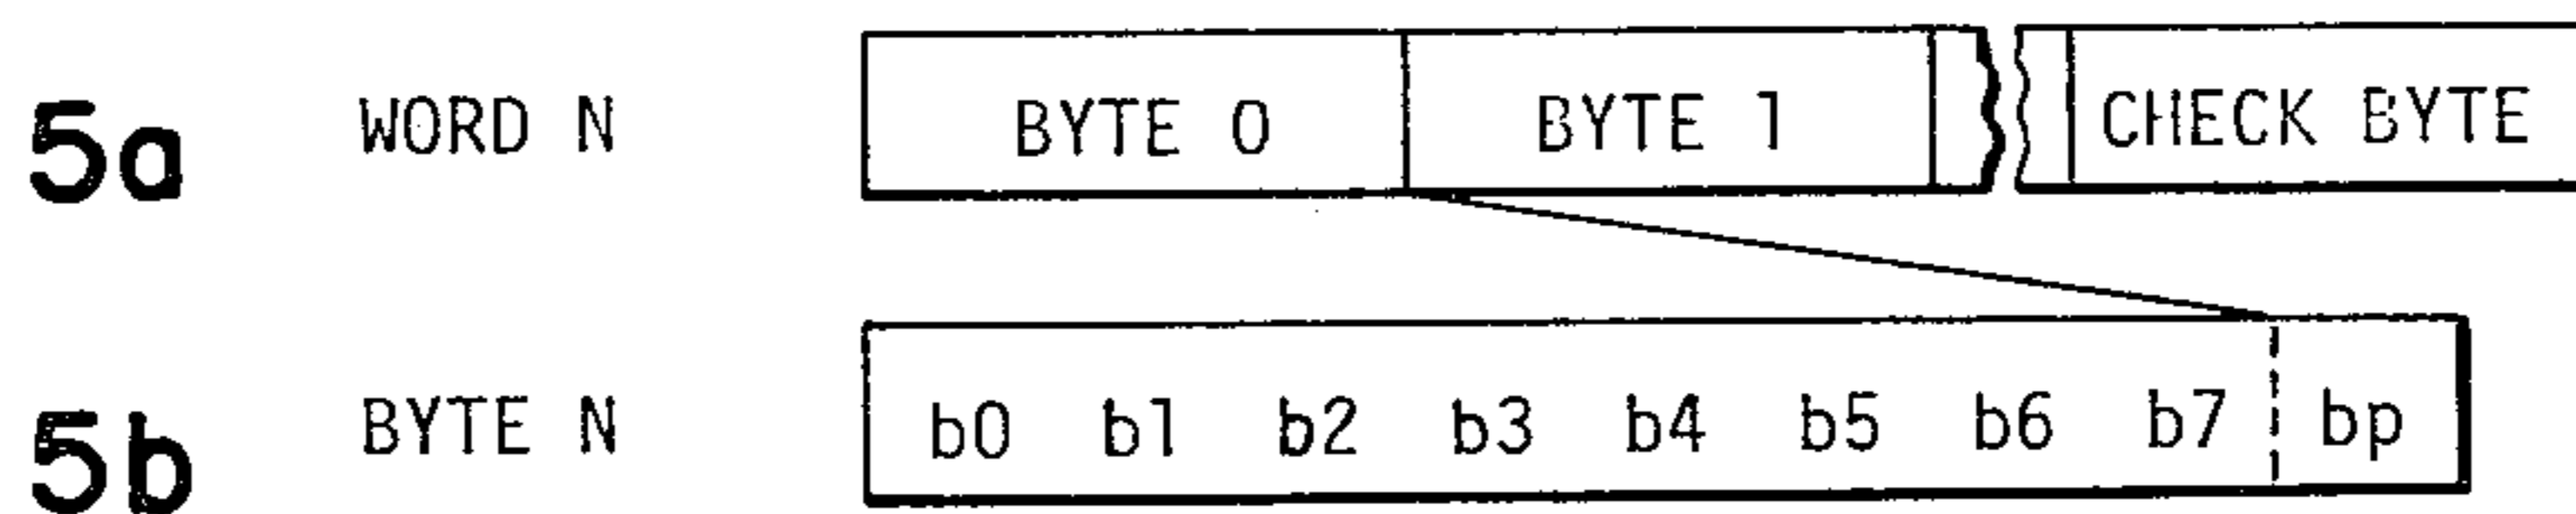 5a WORD N BYTE 0 BYTE 1 CHECK BYTE
5b BYTE N b0 b1 b2 b3 b4 b5 b6 b7 bp